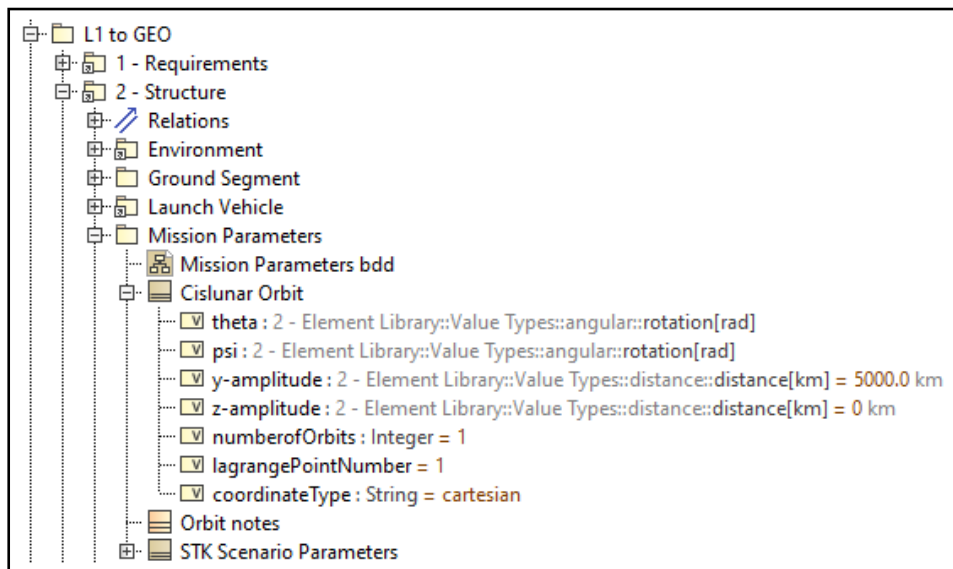 L1 to GEO
1 - Requirements
2 - Structure
Relations
Environment
Ground Segment
Launch Vehicle
Mission Parameters
Mission Parameters bdd
Cislunar Orbit
V theta : 2 - Element Library::Value Types::angular::rotation[rad]
V psi : 2 - Element Library::Value Types::angular::rotation[rad]
V y-amplitude : 2 - Element Library::Value Types::distance::distance[km] = 5000.0 km
V z-amplitude : 2 - Element Library::Value Types::distance::distance[km] = 0 km
V numberofOrbits : Integer = 1
V lagrangePointNumber = 1
V coordinateType : String = cartesian
Orbit notes
STK Scenario Parameters